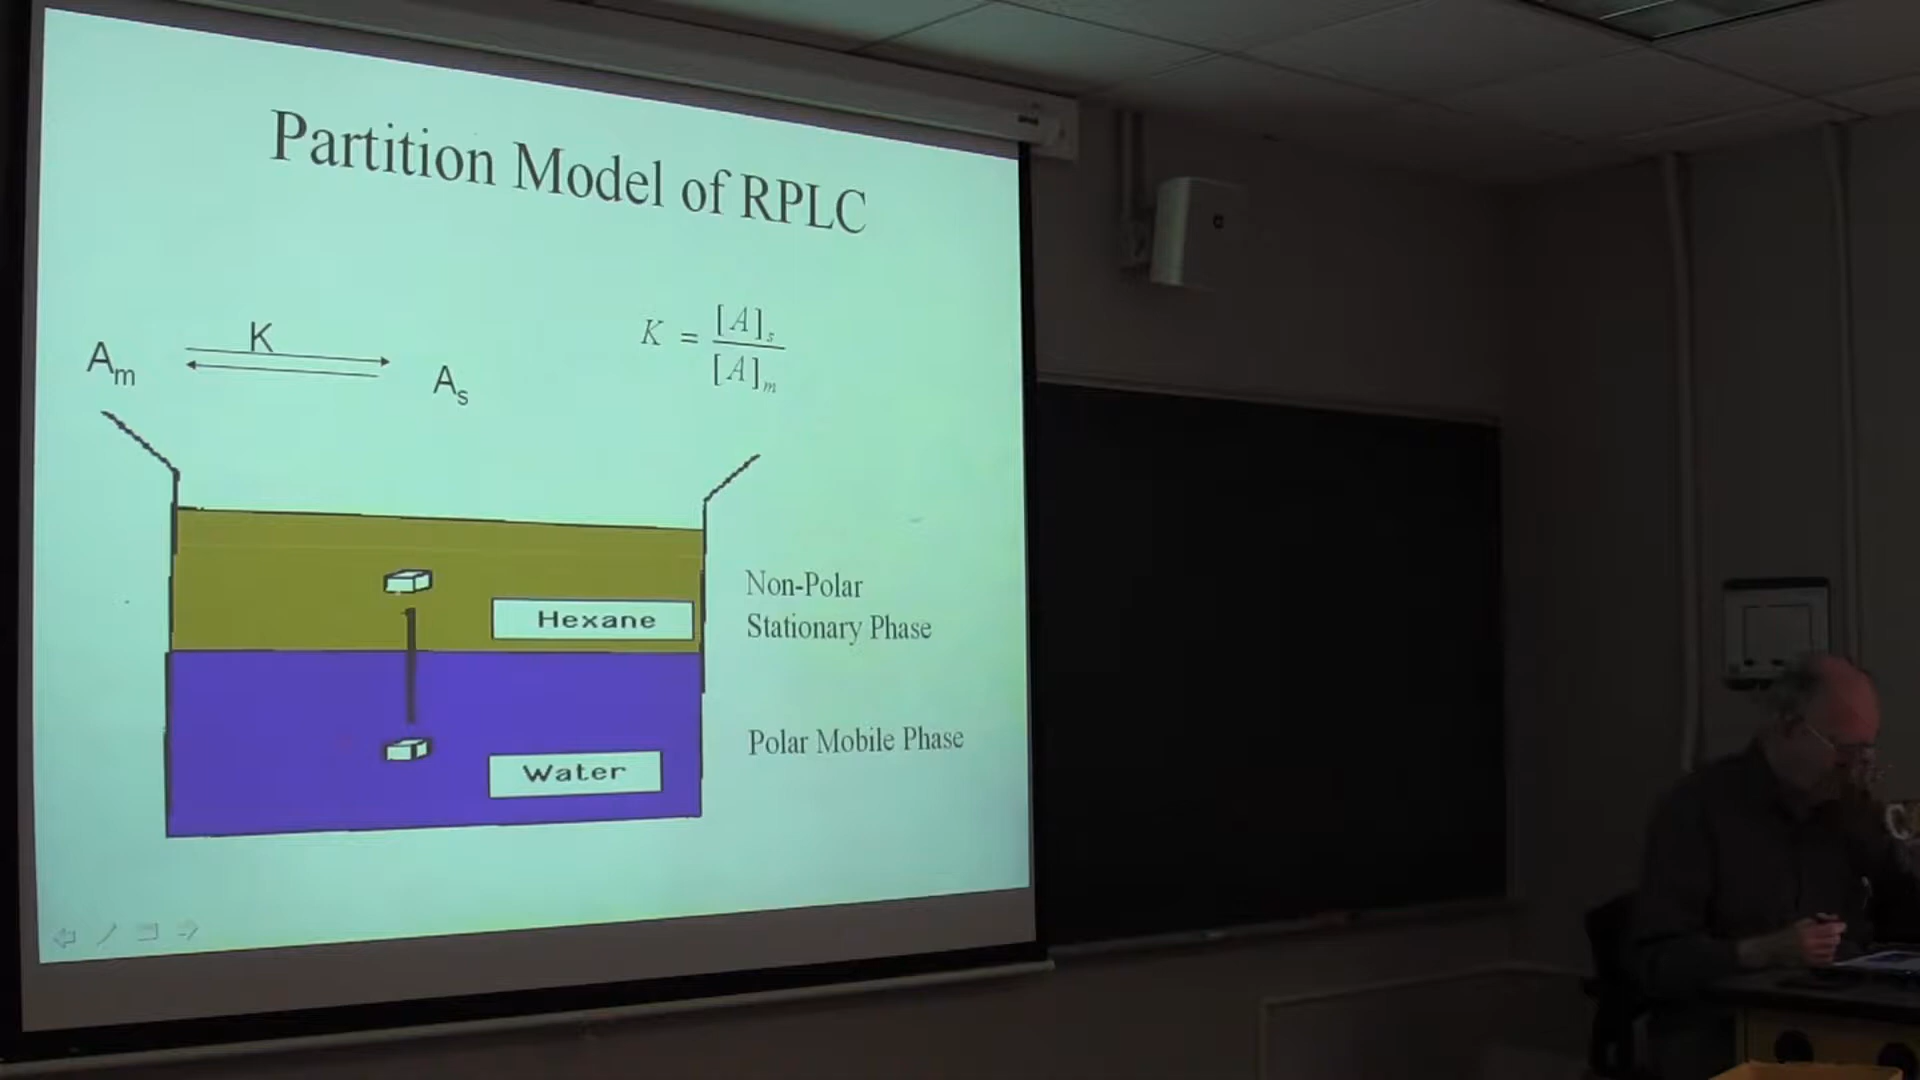 Partition Model of RPLC
A_m K A_s
K = [A]_s / [A]_m
Hexane
Non-Polar
Stationary Phase
Water
Polar Mobile Phase